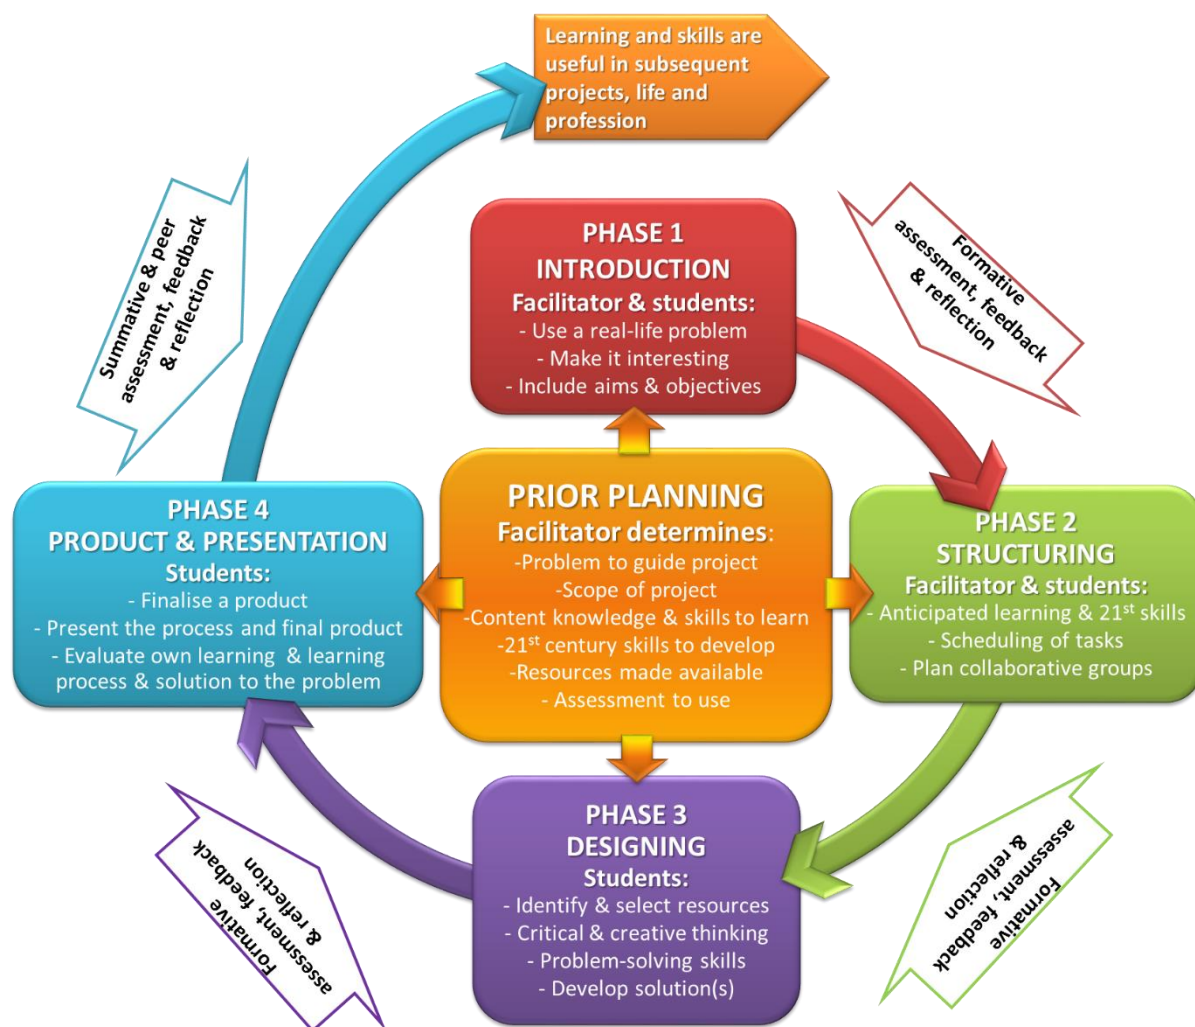 Learning and skills are
useful in subsequent
projects, life and
profession
Summative & peer
assessment, feedback
& reflection
PHASE 1
INTRODUCTION
Facilitator & students:
- Use a real-life problem
- Make it interesting
- Include aims & objectives
Formative
assessment, feedback
& reflection
PRIOR PLANNING
Facilitator determines:
-Problem to guide project
-Scope of project
-Content knowledge & skills to learn
-21st century skills to develop
-Resources made available
- Assessment to use
PHASE 4
PRODUCT & PRESENTATION
Students:
- Finalise a product
- Present the process and final product
- Evaluate own learning & learning
process & solution to the problem
PHASE 2
STRUCTURING
Facilitator & students:
- Anticipated learning & 21st skills
- Scheduling of tasks
- Plan collaborative groups
PHASE 3
DESIGNING
Students:
- Identify & select resources
- Critical & creative thinking
- Problem-solving skills
- Develop solution(s)
Formative
assessment, feedback
& reflection
Formative
assessment, feedback
& reflection